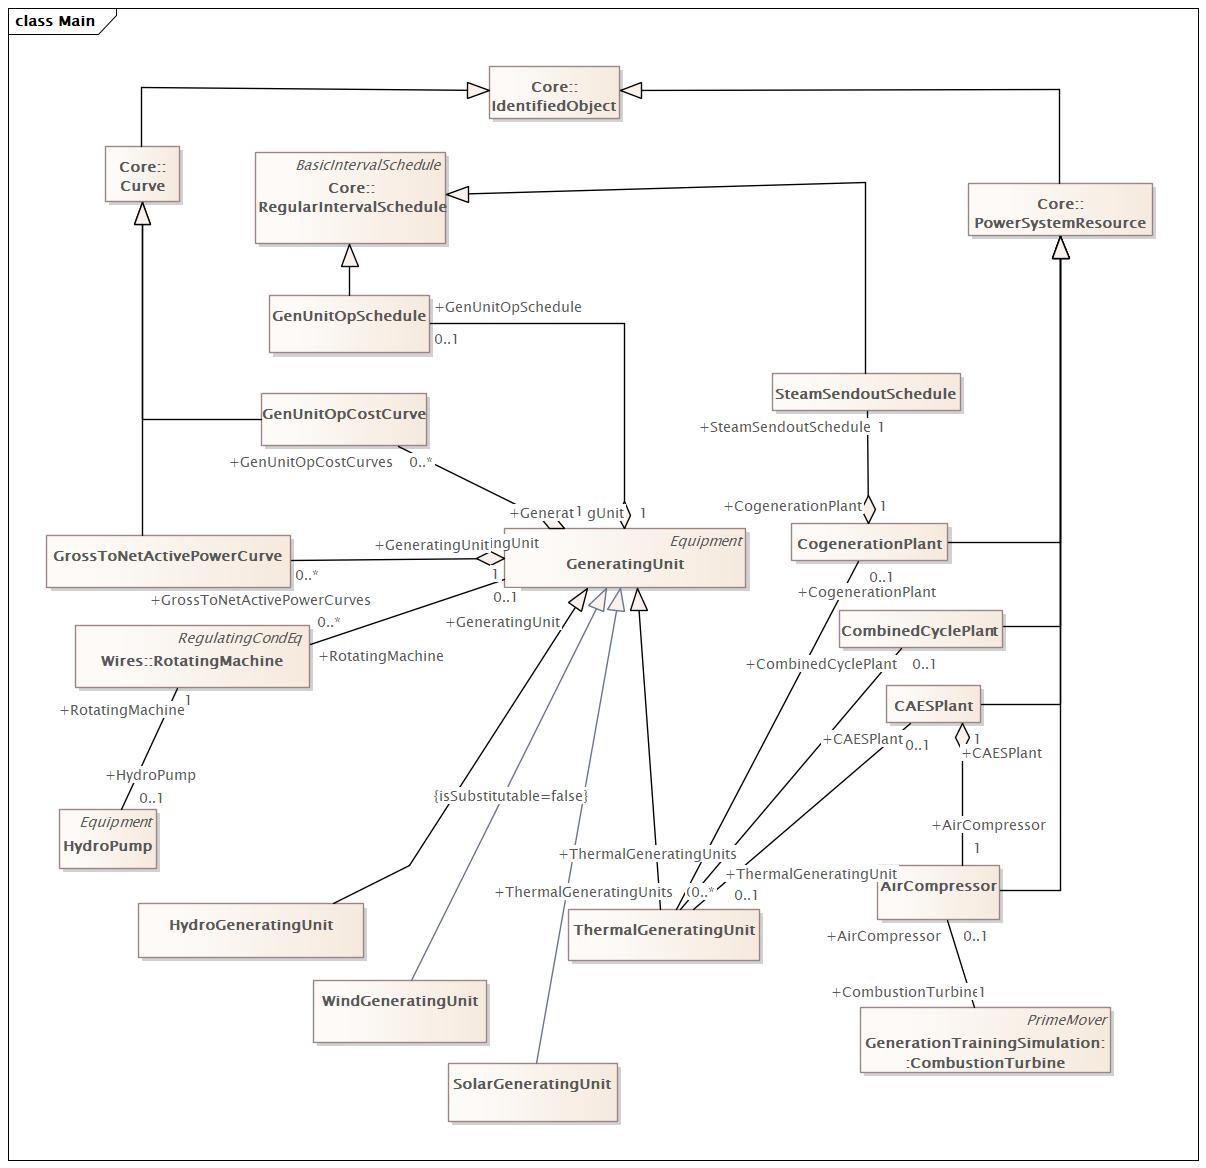 class Main
Core::
IdentifiedObject
Core::
Curve
BasicIntervalSchedule
Core::
RegularIntervalSchedule
Core::
PowerSystemResource
GenUnitOpSchedule
+GenUnitOpSchedule
0..1
SteamSendoutSchedule
+SteamSendoutSchedule 1
GenUnitOpCostCurve
+GenUnitOpCostCurves 0..*
+CogenerationPlant 1
+Generat 1 gUnit 1
Equipment
GeneratingUnit
CogenerationPlant
GrossToNetActivePowerCurve
+GeneratingUnit ingUnit
1
0..*
0..1
+CogenerationPlant
+GrossToNetActivePowerCurves
0..1
+GeneratingUnit
0..*
+RotatingMachine
RegulatingCondEq
Wires::RotatingMachine
CombinedCyclePlant
+CombinedCyclePlant 0..1
1
+RotatingMachine
CAESPlant
+CAESPlant 0..1
1
+CAESPlant
+HydroPump
0..1
{isSubstitutable=false}
Equipment
HydroPump
+AirCompressor
1
+ThermalGeneratingUnits
+ThermalGeneratingUnit
+ThermalGeneratingUnits (0..* 0..1
AirCompressor
HydroGeneratingUnit
ThermalGeneratingUnit
+AirCompressor 0..1
WindGeneratingUnit
+CombustionTurbine 1
PrimeMover
GenerationTrainingSimulation:
:CombustionTurbine
SolarGeneratingUnit